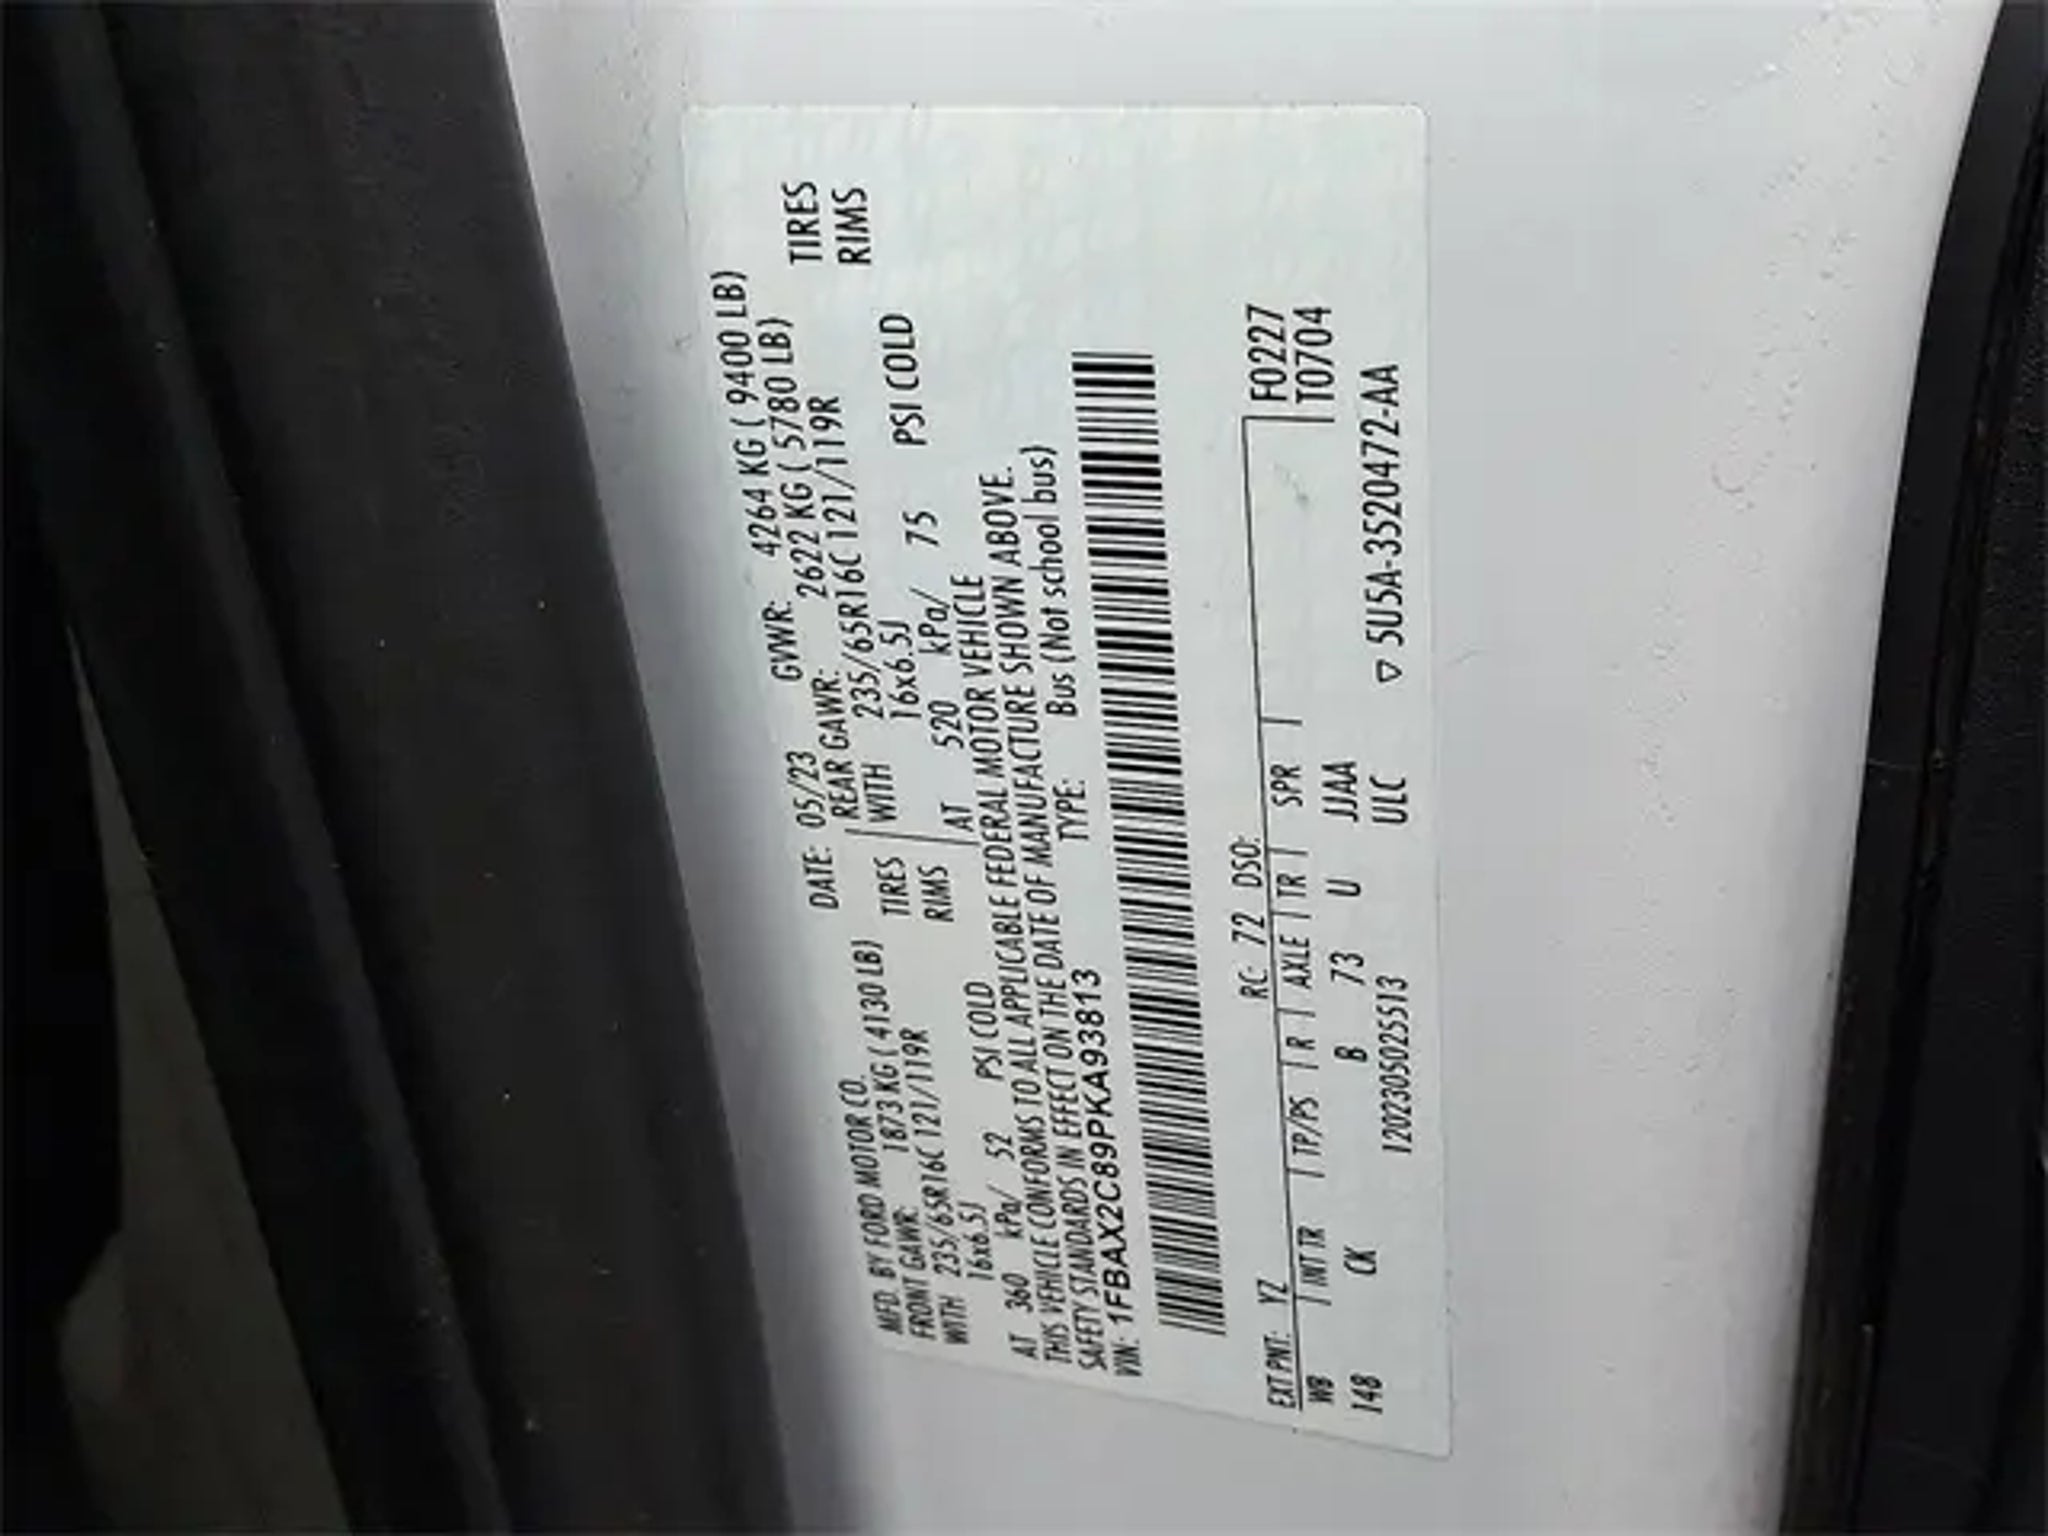 MFD. BY FORD MOTOR CO. DATE: 05/23 GVWR: 4264 KG ( 9400 LB)
FRONT GAWR: 1873 KG ( 4130 LB) REAR GAWR: 2622 KG ( 5780 LB)
WITH 235/65R16C 121/119R TIRES WITH 235/65R16C 121/119R TIRES
16x6.5J RIMS 16x6.5J RIMS
AT 360 kPa/ 52 PSI COLD AT 520 kPa/ 75 PSI COLD
THIS VEHICLE CONFORMS TO ALL APPLICABLE FEDERAL MOTOR VEHICLE
SAFETY STANDARDS IN EFFECT ON THE DATE OF MANUFACTURE SHOWN ABOVE.
VIN: 1FBAX2C89PKA93813 TYPE: Bus (Not school bus)
EXT PNT: YZ RC: 72 DSO: F0227
WB INT TR TP/PS R AXLE TR SPR T0704
148 CK B 73 U JJAA
1202305025513 ULC ▽ 5U5A-3520472-AA